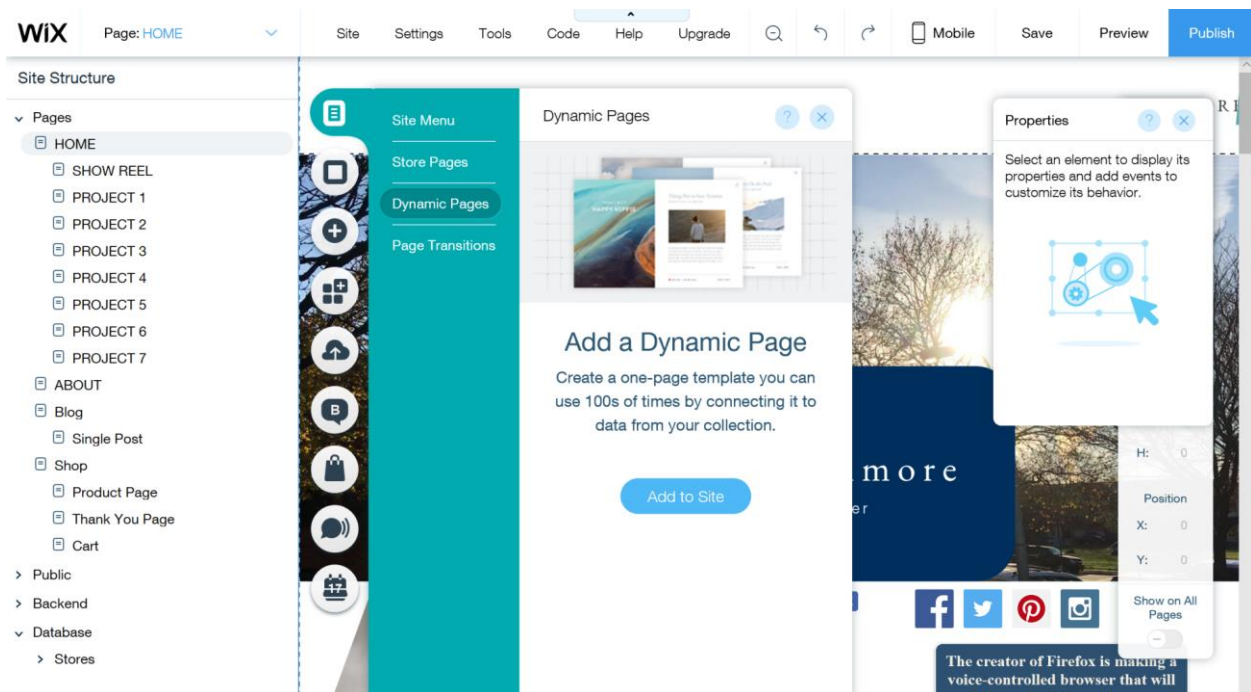 WiX
Page: HOME
Site
Settings
Tools
Code
Help
Upgrade
Mobile
Save
Preview
Publish
Site Structure
Pages
HOME
SHOW REEL
PROJECT 1
PROJECT 2
PROJECT 3
PROJECT 4
PROJECT 5
PROJECT 6
PROJECT 7
ABOUT
Blog
Single Post
Shop
Product Page
Thank You Page
Cart
Public
Backend
Database
Stores
B
17
Site Menu
Store Pages
Dynamic Pages
Page Transitions
Dynamic Pages
?
Add a Dynamic Page
Create a one-page template you can
use 100s of times by connecting it to
data from your collection.
Add to Site
more
er
Properties
?
Select an element to display its
properties and add events to
customize its behavior.
H: 0
Position
X: 0
Y: 0
Show on All
Pages
The creator of Firefox is making a
voice-controlled browser that will